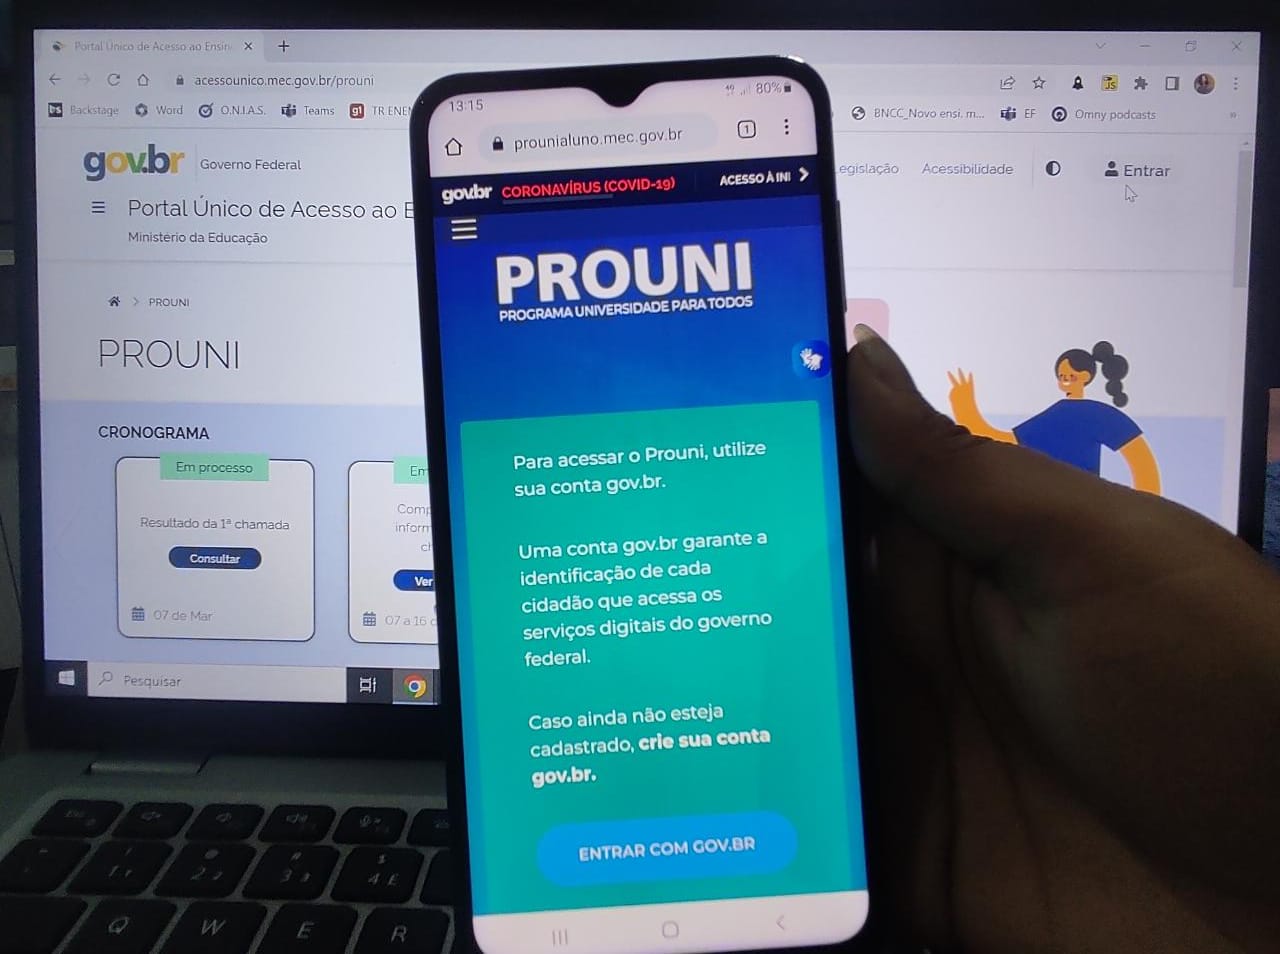 Portal Único de Acesso ao Ensin
acessounico.mec.gov.br/prouni
Backstage
Word
O.N.I.A.S.
Teams
g1
TR ENEM
BNCC_Novo ensi. m...
EF
Omny podcasts
gov.br
Governo Federal
egislação
Acessibilidade
Entrar
Portal Único de Acesso ao E
Ministério da Educação
PROUNI
PROUNI
CRONOGRAMA
Em processo
Resultado da 1ª chamada
Consultar
07 de Mar
Em
Comp
inform
ch
Ver
07 a 16 d
Pesquisar
13:15
80%
prounialuno.mec.gov.br
1
gov.br
CORONAVÍRUS (COVID-19)
ACESSO À INI
PROUNI
PROGRAMA UNIVERSIDADE PARA TODOS
Para acessar o Prouni, utilize
sua conta gov.br.
Uma conta gov.br garante a
identificação de cada
cidadão que acessa os
serviços digitais do governo
federal.
Caso ainda não esteja
cadastrado, crie sua conta
gov.br.
ENTRAR COM GOV.BR
Q
W
E
R